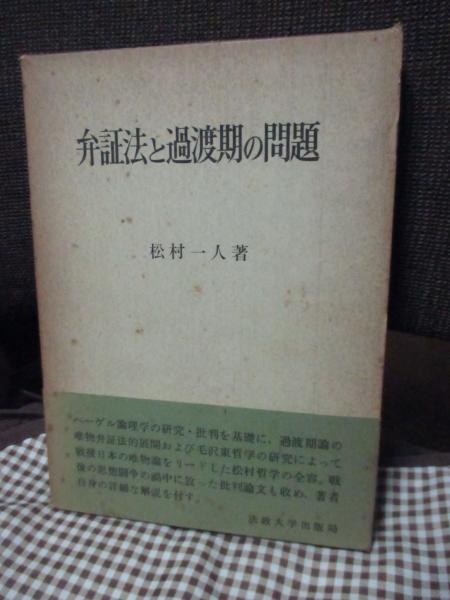 弁証法と過渡期の問題
松村一人著
ヘーゲル論理学の研究・批判を基礎に、過渡期論の
唯物弁証法的展開および毛沢東哲学の研究によって
戦後日本の唯物論をリードした松村哲学の全容。戦
後の思想闘争の渦中に放った批判論文も収め、著者
自身の詳細な解説を付す。
法政大学出版局